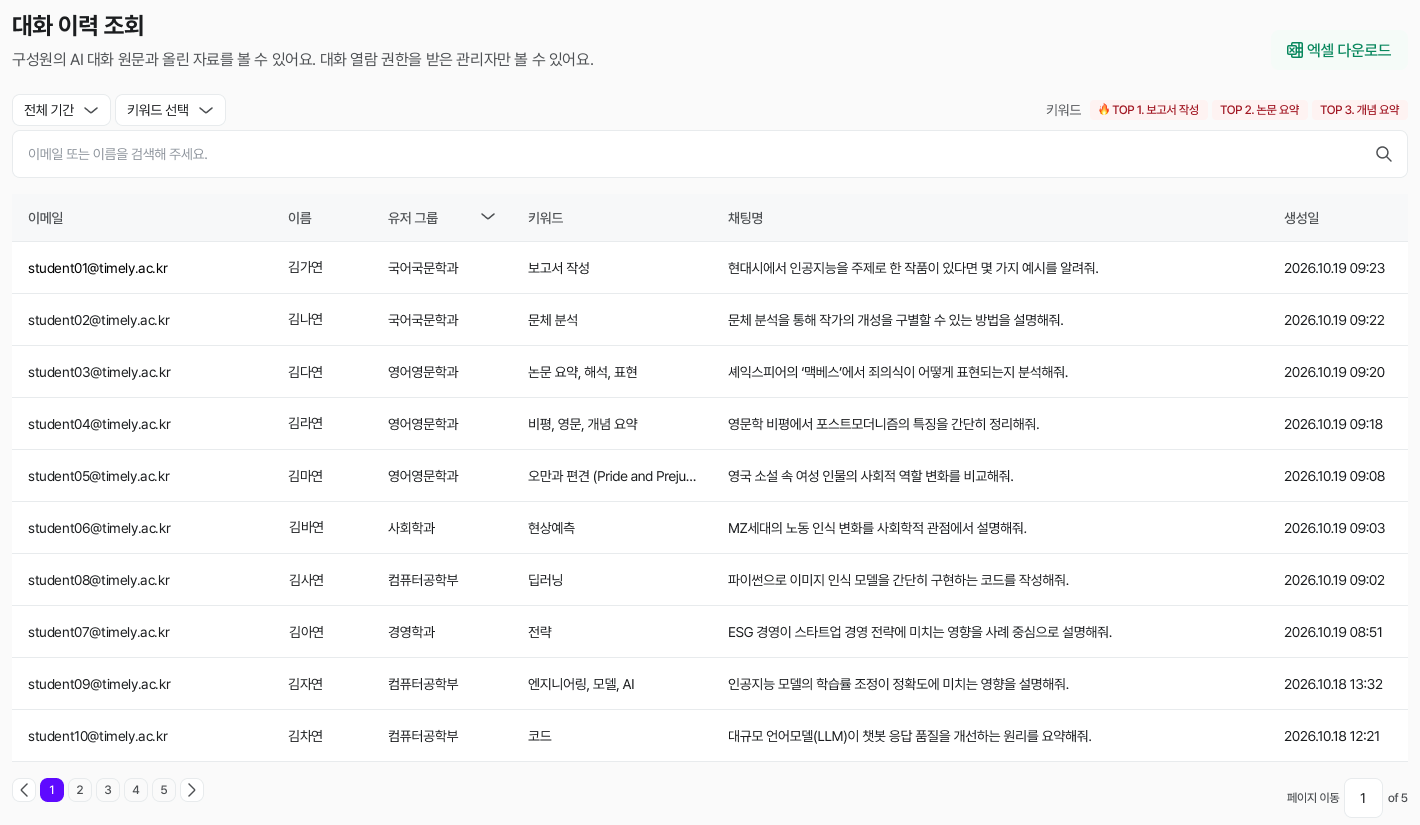 대화 이력 조회
구성원의 AI 대화 원문과 올린 자료를 볼 수 있어요. 대화 열람 권한을 받은 관리자만 볼 수 있어요.
엑셀 다운로드
전체 기간 키워드 선택 키워드 TOP 1. 보고서 작성 TOP 2. 논문 요약 TOP 3. 개념 요약
이메일 또는 이름을 검색해 주세요.
이메일 이름 유저 그룹 키워드 채팅명 생성일
student01@timely.ac.kr 김가연 국어국문학과 보고서 작성 현대시에서 인공지능을 주제로 한 작품이 있다면 몇 가지 예시를 알려줘. 2026.10.19 09:23
student02@timely.ac.kr 김나연 국어국문학과 문체 분석 문체 분석을 통해 작가의 개성을 구별할 수 있는 방법을 설명해줘. 2026.10.19 09:22
student03@timely.ac.kr 김다연 영어영문학과 논문 요약, 해석, 표현 셰익스피어의 ‘맥베스’에서 죄의식이 어떻게 표현되는지 분석해줘. 2026.10.19 09:20
student04@timely.ac.kr 김라연 영어영문학과 비평, 영문, 개념 요약 영문학 비평에서 포스트모더니즘의 특징을 간단히 정리해줘. 2026.10.19 09:18
student05@timely.ac.kr 김마연 영어영문학과 오만과 편견 (Pride and Preju... 영국 소설 속 여성 인물의 사회적 역할 변화를 비교해줘. 2026.10.19 09:08
student06@timely.ac.kr 김바연 사회학과 현상예측 MZ세대의 노동 인식 변화를 사회학적 관점에서 설명해줘. 2026.10.19 09:03
student08@timely.ac.kr 김사연 컴퓨터공학부 딥러닝 파이썬으로 이미지 인식 모델을 간단히 구현하는 코드를 작성해줘. 2026.10.19 09:02
student07@timely.ac.kr 김아연 경영학과 전략 ESG 경영이 스타트업 경영 전략에 미치는 영향을 사례 중심으로 설명해줘. 2026.10.19 08:51
student09@timely.ac.kr 김자연 컴퓨터공학부 엔지니어링, 모델, AI 인공지능 모델의 학습률 조정이 정확도에 미치는 영향을 설명해줘. 2026.10.18 13:32
student10@timely.ac.kr 김차연 컴퓨터공학부 코드 대규모 언어모델(LLM)이 챗봇 응답 품질을 개선하는 원리를 요약해줘. 2026.10.18 12:21
1 2 3 4 5 페이지 이동 1 of 5